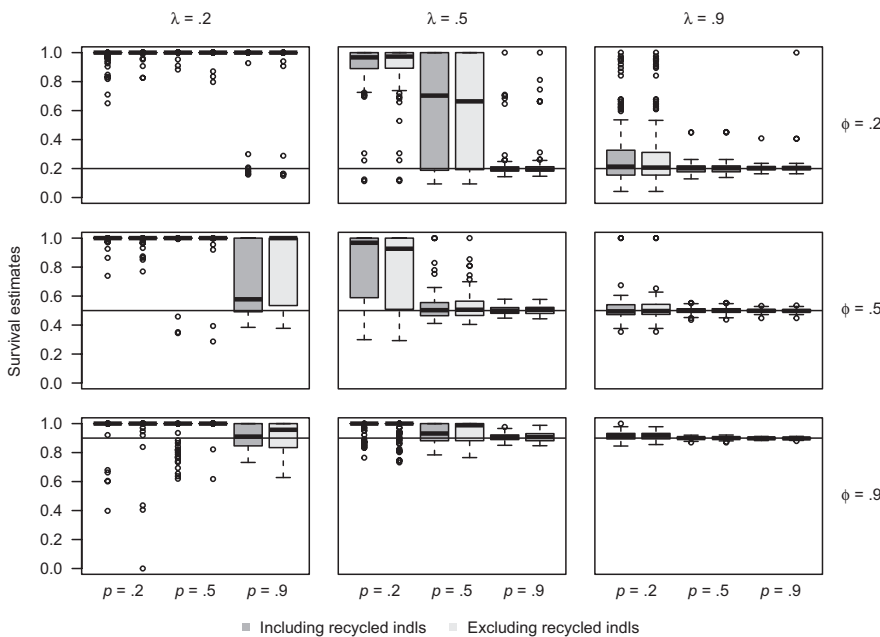 λ = .2 λ = .5 λ = .9
1.0
0.8
0.6
0.4
0.2
0.0
ϕ = .2
1.0
0.8
0.6
0.4
0.2
0.0
ϕ = .5
Survival estimates
1.0
0.8
0.6
0.4
0.2
0.0
ϕ = .9
p = .2 p = .5 p = .9 p = .2 p = .5 p = .9 p = .2 p = .5 p = .9
Including recycled indls Excluding recycled indls